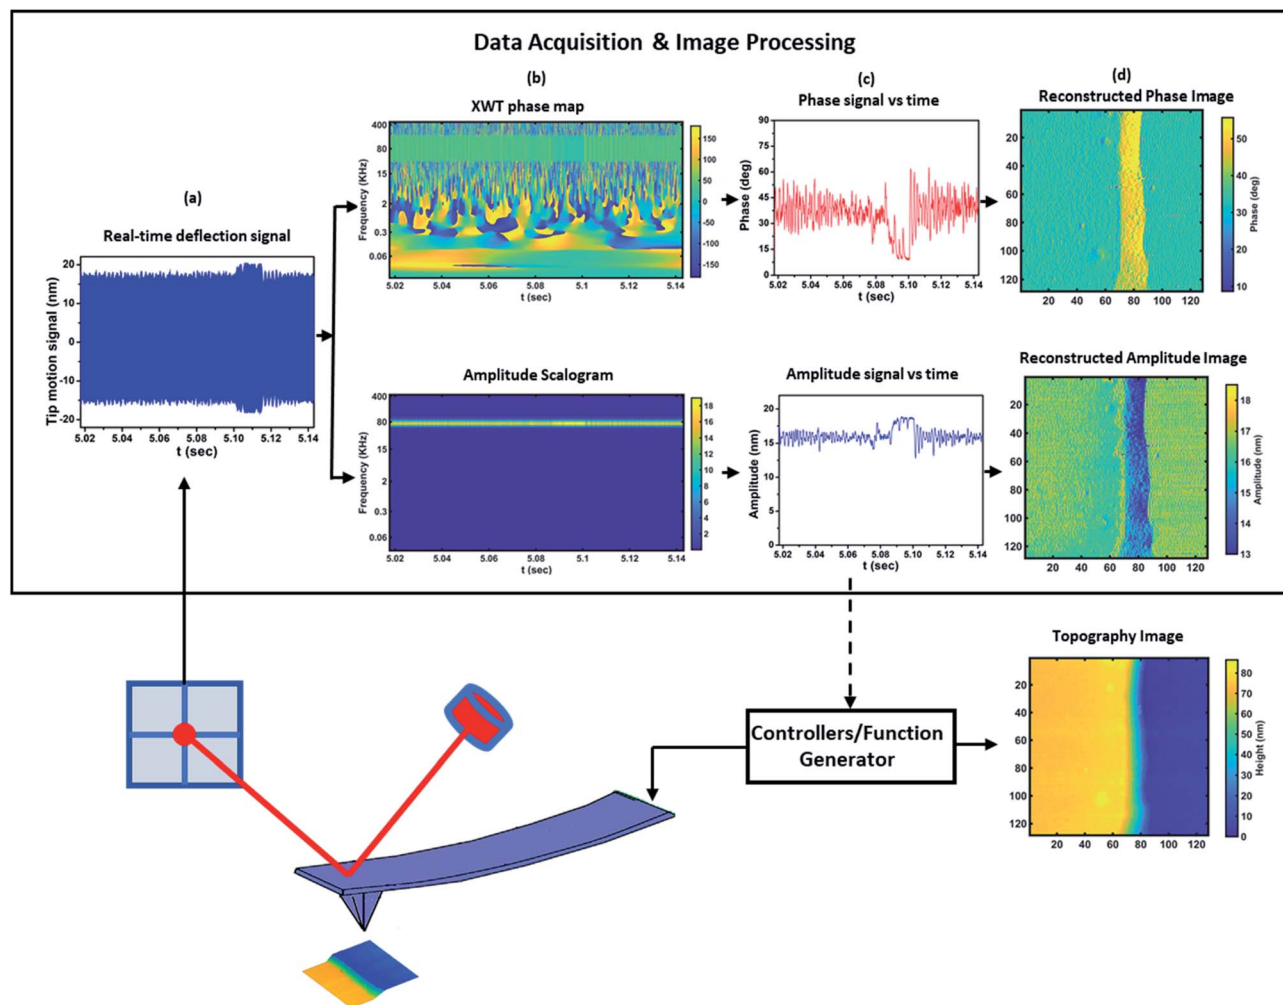 Data Acquisition & Image Processing
(a)
Real-time deflection signal
Tip motion signal (nm)
20
10
0
-10
-20
5.02 5.04 5.06 5.08 5.10 5.12 5.14
t (sec)
(b)
XWT phase map
Frequency (KHz)
400
80
15
2
0.3
0.06
5.02 5.04 5.06 5.08 5.1 5.12 5.14
t (sec)
150
100
50
0
-50
-100
-150
(c)
Phase signal vs time
Phase (deg)
90
75
60
45
30
15
0
5.02 5.04 5.06 5.08 5.10 5.12 5.14
t (sec)
(d)
Reconstructed Phase Image
20
40
60
80
100
120
20 40 60 80 100 120
50
40
30
20
10
Phase (deg)
Amplitude Scalogram
Frequency (KHz)
400
80
15
2
0.3
0.06
5.02 5.04 5.06 5.08 5.1 5.12 5.14
t (sec)
18
16
14
12
10
8
6
4
2
0
Amplitude signal vs time
Amplitude (nm)
20
15
10
5
0
5.02 5.04 5.06 5.08 5.10 5.12 5.14
t (sec)
Reconstructed Amplitude Image
20
40
60
80
100
120
20 40 60 80 100 120
18
17
16
15
14
13
Amplitude (nm)
Controllers/Function
Generator
Topography Image
20
40
60
80
100
120
20 40 60 80 100 120
80
70
60
50
40
30
20
10
0
Height (nm)